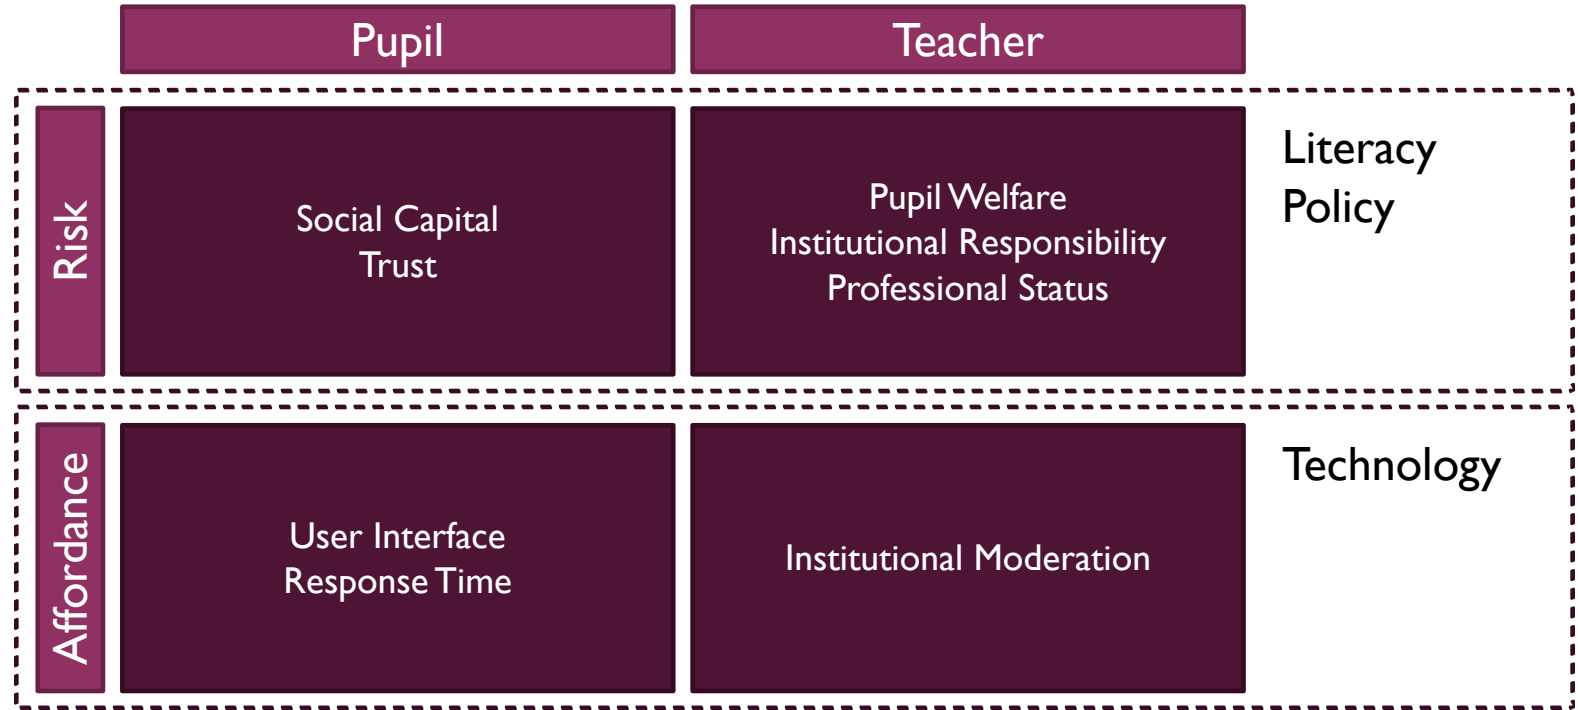 Pupil
Teacher
Risk
Social Capital
Trust
Pupil Welfare
Institutional Responsibility
Professional Status
Literacy
Policy
Affordance
User Interface
Response Time
Institutional Moderation
Technology